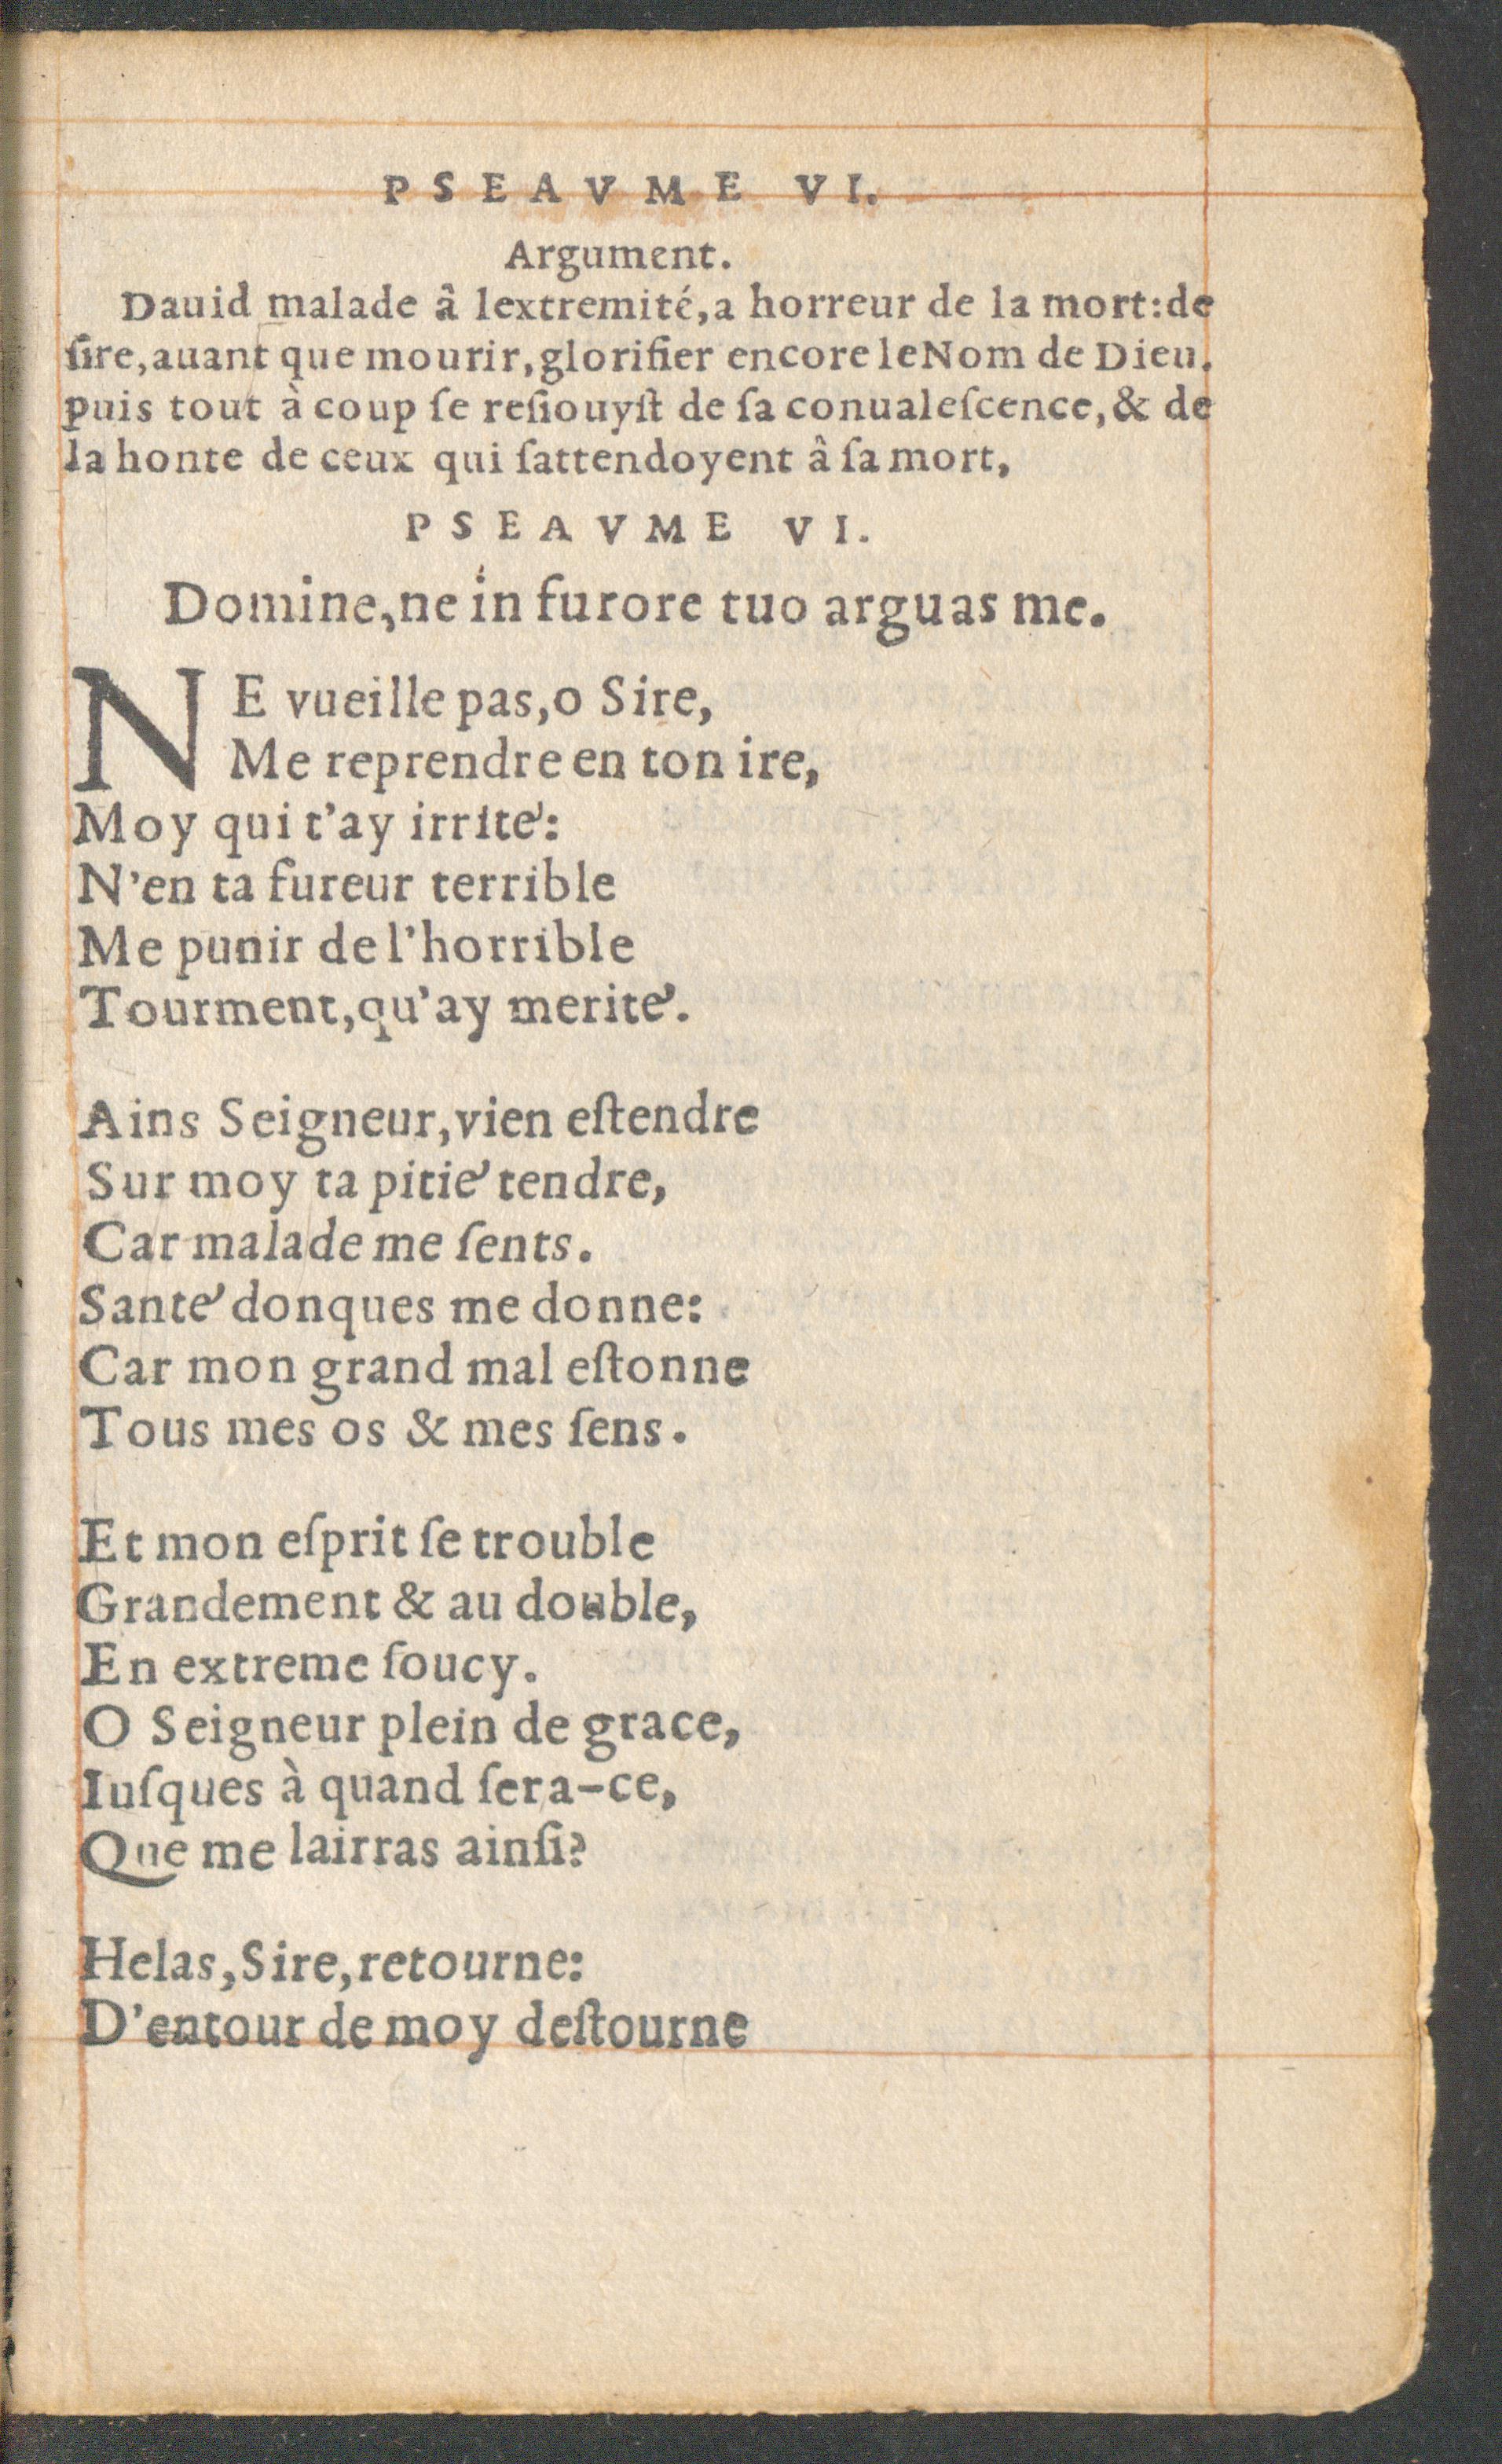 PSEAVME VI.
Argument.
Dauid malade â lextremité,a horreur de la mort:de
ſire,auant que mourir,glorifier encore leNom de Dieu.
puis tout à coup ſe reſiouyſt de ſa conualeſcence,& de
la honte de ceux qui ſattendoyent â ſa mort,
PSEAVME VI.
Domine,ne in furore tuo arguas me.
NE vueille pas,o Sire,
Me reprendre en ton ire,
Moy qui t'ay irrité:
N'en ta fureur terrible
Me punir de l'horrible
Tourment,qu'ay merité.
Ains Seigneur,vien eſtendre
Sur moy ta pitié tendre,
Car malade me ſents.
Santé donques me donne:
Car mon grand mal eſtonne
Tous mes os & mes ſens.
Et mon eſprit ſe trouble
Grandement & au double,
En extreme ſoucy.
O Seigneur plein de grace,
Iuſques à quand ſera-ce,
Que me lairras ainſi?
Helas,Sire,retourne:
D'entour de moy deſtourne